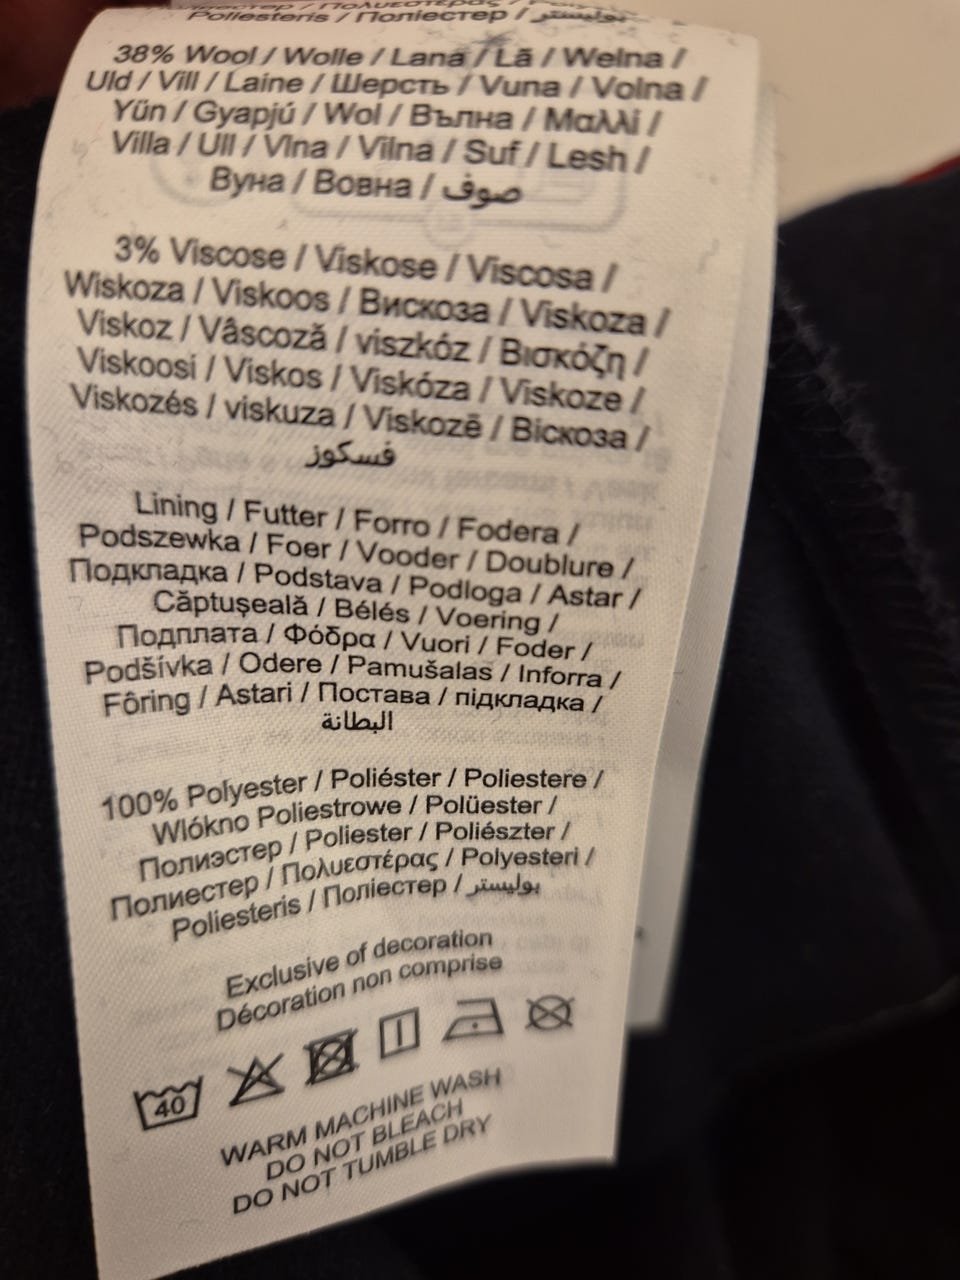 Poliesteris / Поліестер / بوليستر
38% Wool / Wolle / Lana / Lã / Wełna /
Uld / Vill / Laine / Шерсть / Vuna / Volna /
Yün / Gyapjú / Wol / Вълна / Μαλλί /
Villa / Ull / Vlna / Vilna / Suf / Lesh /
Вуна / Вовна / صوف
3% Viscose / Viskose / Viscosa /
Wiskoza / Viskoos / Вискоза / Viskoza /
Viskoz / Vâscoză / viszkóz / Βισκόζη /
Viskoosi / Viskos / Viskóza / Viskoze /
Viskozés / viskuza / Viskozē / Віскоза /
فسكوز
Lining / Futter / Forro / Fodera /
Podszewka / Foer / Vooder / Doublure /
Подкладка / Podstava / Podloga / Astar /
Căptuşeală / Bélés / Voering /
Подплата / Φόδρα / Vuori / Foder /
Podšívka / Odere / Pamušalas / Inforra /
Fôring / Astari / Постава / підкладка /
البطانة
100% Polyester / Poliéster / Poliestere /
Wlókno Poliestrowe / Polüester /
Полиэстер / Poliester / Poliészter /
Полиестер / Πολυεστέρας / Polyesteri /
Poliesteris / Поліестер / بوليستر
Exclusive of decoration
Décoration non comprise
40
WARM MACHINE WASH
DO NOT BLEACH
DO NOT TUMBLE DRY